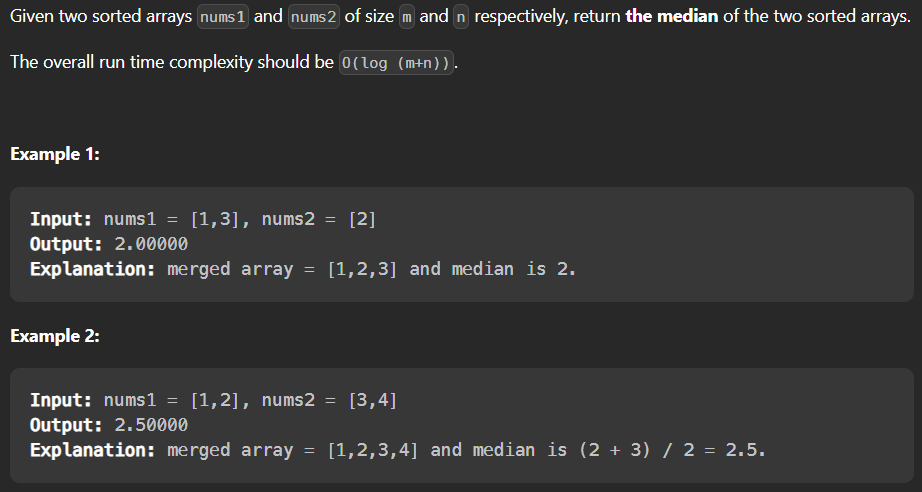 Given two sorted arrays nums1 and nums2 of size m and n respectively, return the median of the two sorted arrays.
The overall run time complexity should be O(log (m+n)).
Example 1:
Input: nums1 = [1,3], nums2 = [2]
Output: 2.00000
Explanation: merged array = [1,2,3] and median is 2.
Example 2:
Input: nums1 = [1,2], nums2 = [3,4]
Output: 2.50000
Explanation: merged array = [1,2,3,4] and median is (2 + 3) / 2 = 2.5.